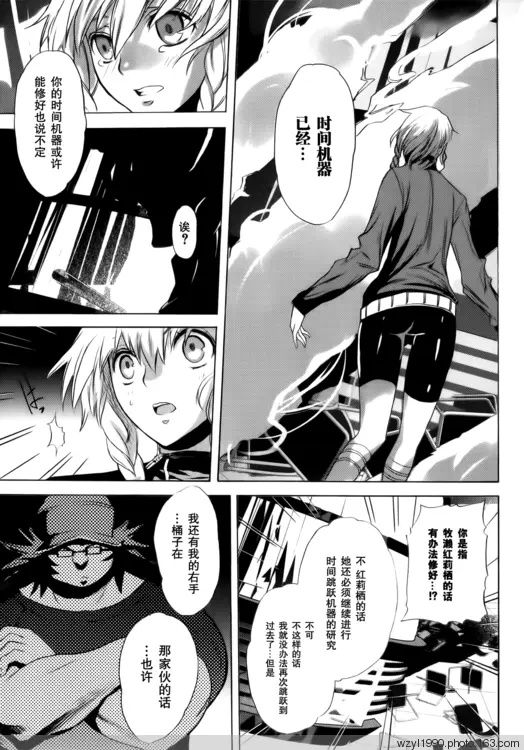 时间机器
已经…
你的时间机器或许
能修好也说不定
诶?
你是指
牧濑红莉栖的话
有办法修好…!?
不 红莉栖的话
她还必须继续进行
时间跳跃机器的研究
不可
不这样的话
我就没办法再次跳跃到
过去了…但是
我还有我的右手
…桶子在
那家伙的话
…也许
wzyl1990.photo.163.com